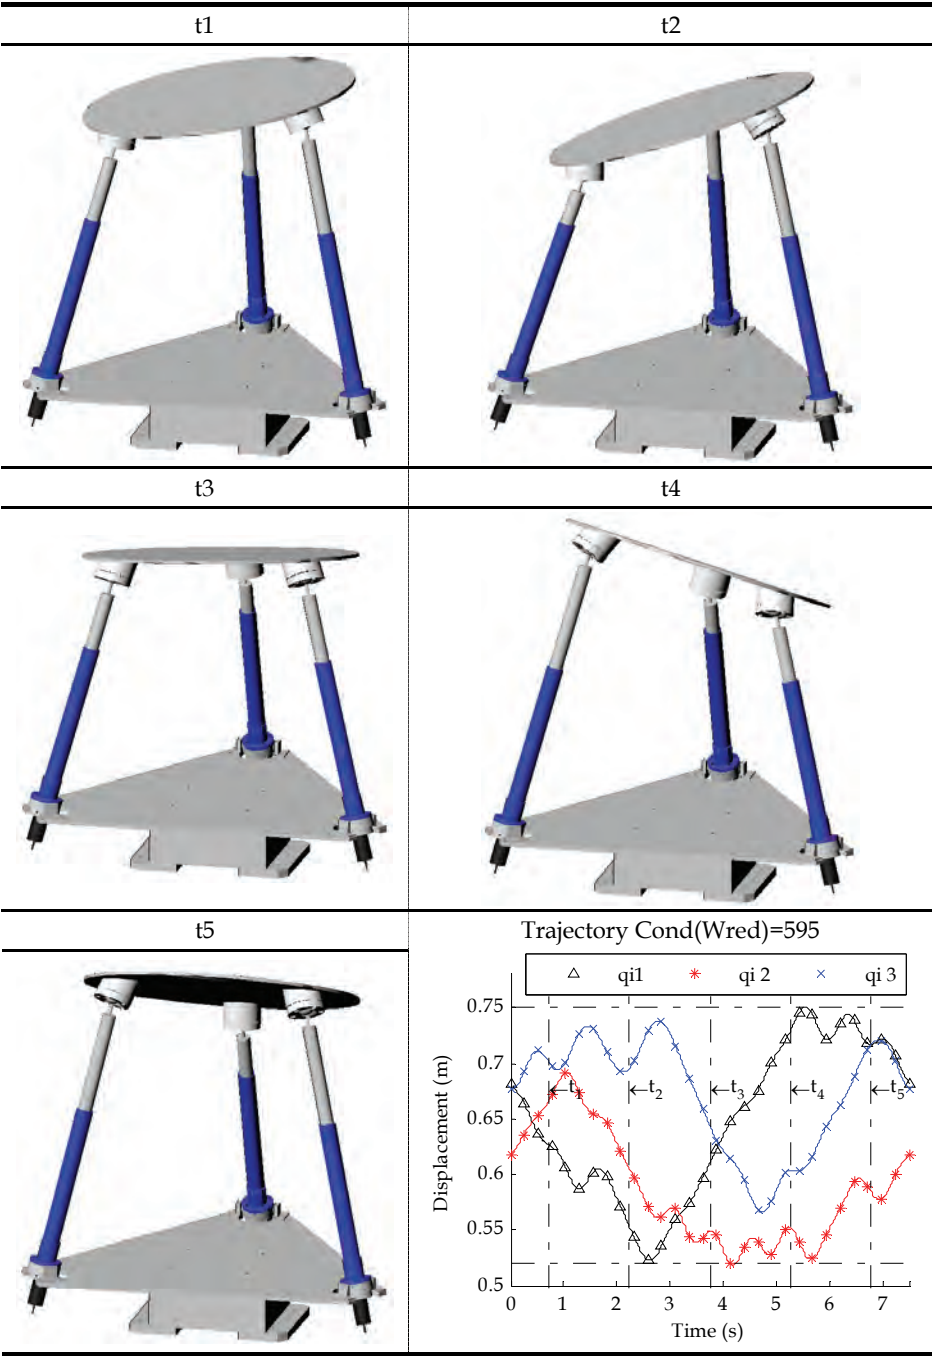 t1 t2
t3 t4
t5
Trajectory Cond(Wred)=595
qi1 qi 2 qi 3
0.75
0.7
0.65
0.6
0.55
0.5
←t1 ←t2 ←t3 ←t4 ←t5
Displacement (m)
0 1 2 3 4 5 6 7
Time (s)